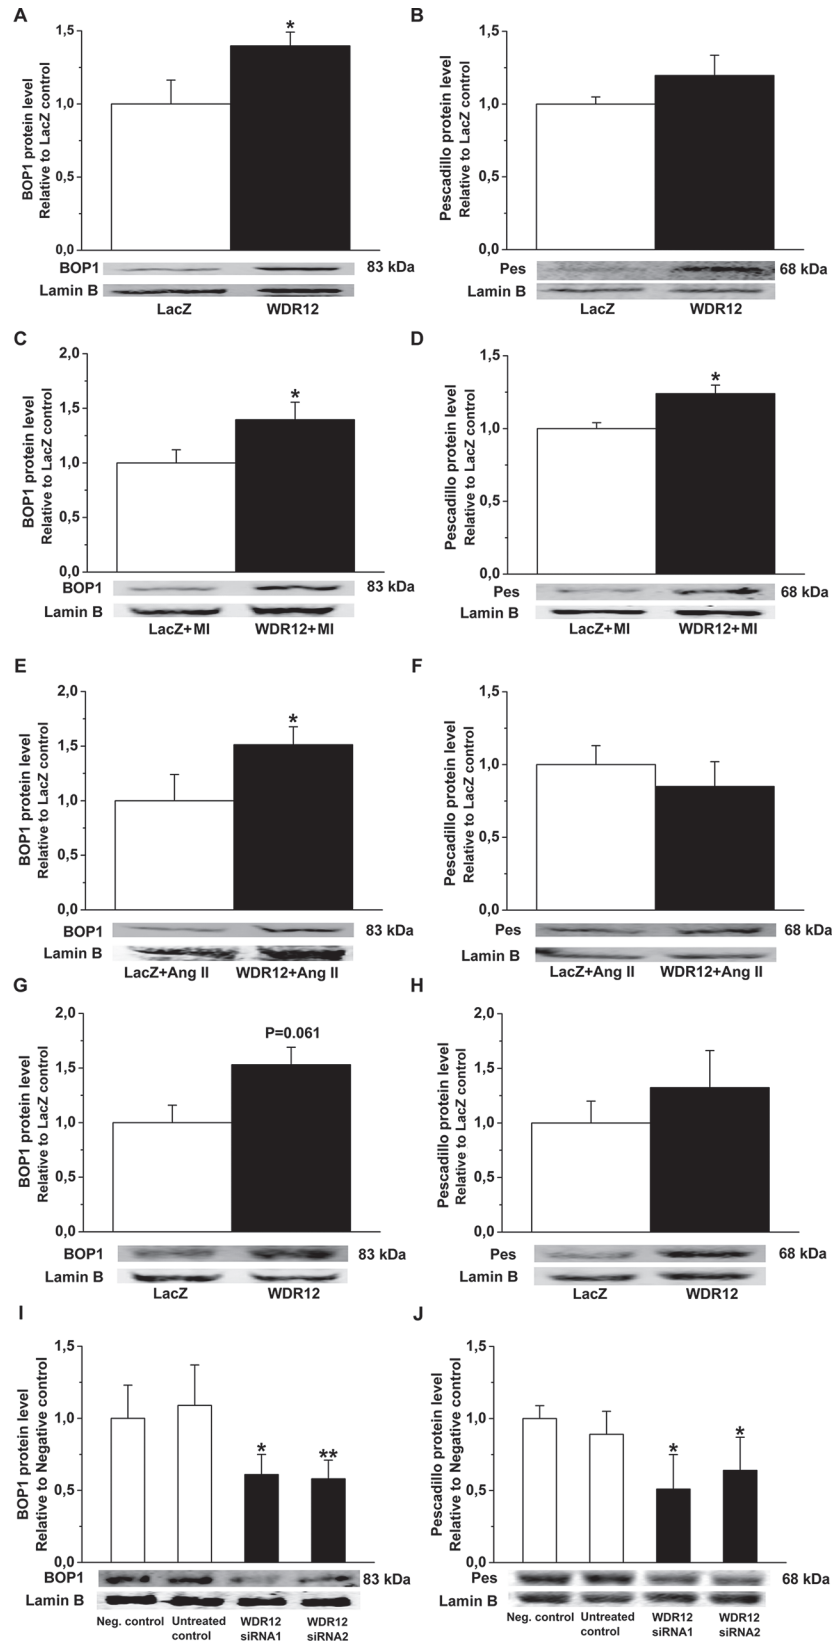 A
BOP1 protein level
Relative to LacZ control
1,5
1,0
0,5
0,0
*
BOP1
83 kDa
Lamin B
LacZ
WDR12
B
Pescadillo protein level
Relative to LacZ control
1,5
1,0
0,5
0,0
Pes
68 kDa
Lamin B
LacZ
WDR12
C
BOP1 protein level
Relative to LacZ control
2,0
1,5
1,0
0,5
0,0
*
BOP1
83 kDa
Lamin B
LacZ+MI
WDR12+MI
D
Pescadillo protein level
Relative to LacZ control
1,5
1,0
0,5
0,0
*
Pes
68 kDa
Lamin B
LacZ+MI
WDR12+MI
E
BOP1 protein level
Relative to LacZ control
2,0
1,5
1,0
0,5
0,0
*
BOP1
83 kDa
Lamin B
LacZ+Ang II
WDR12+Ang II
F
Pescadillo protein level
Relative to LacZ control
1,5
1,0
0,5
0,0
Pes
68 kDa
Lamin B
LacZ+Ang II
WDR12+Ang II
G
BOP1 protein level
Relative to LacZ control
2,0
1,5
1,0
0,5
0,0
P=0.061
BOP1
83 kDa
Lamin B
LacZ
WDR12
H
Pescadillo protein level
Relative to LacZ control
2,0
1,5
1,0
0,5
0,0
Pes
68 kDa
Lamin B
LacZ
WDR12
I
BOP1 protein level
Relative to Negative control
1,5
1,0
0,5
0,0
*
**
BOP1
83 kDa
Lamin B
Neg. control
Untreated
control
WDR12
siRNA1
WDR12
siRNA2
J
Pescadillo protein level
Relative to Negative control
1,5
1,0
0,5
0,0
*
*
Pes
68 kDa
Lamin B
Neg. control
Untreated
control
WDR12
siRNA1
WDR12
siRNA2